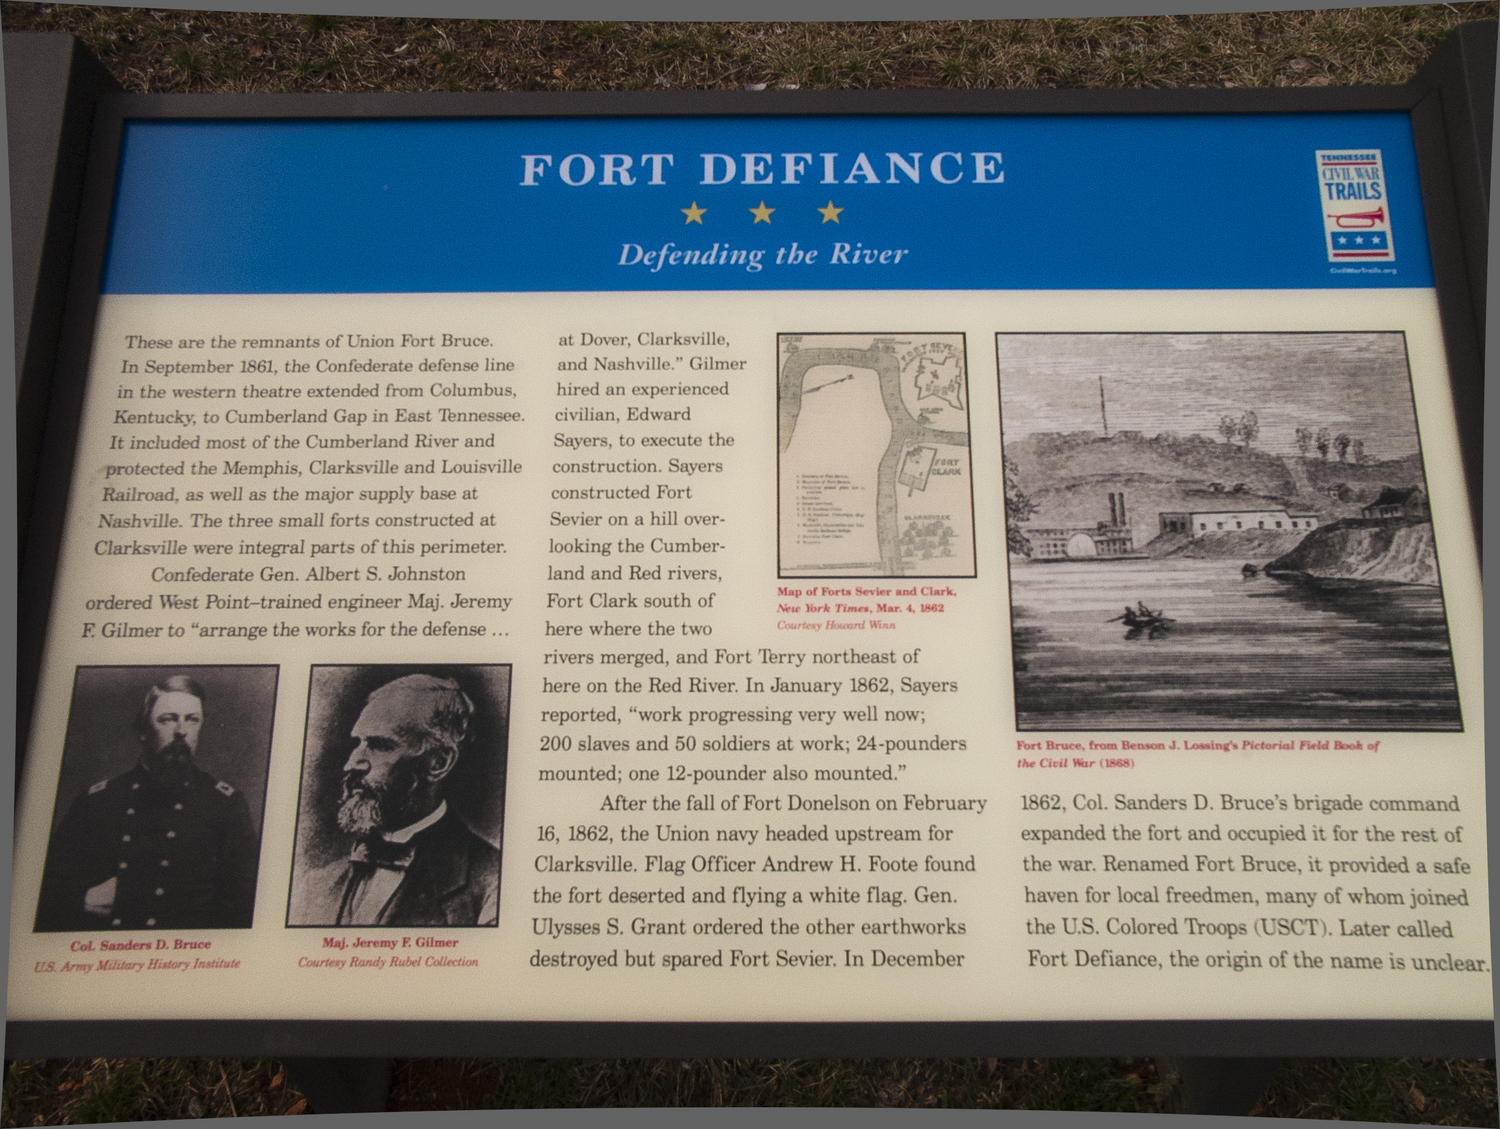 FORT DEFIANCE
Defending the River
TENNESSEE
CIVIL WAR
TRAILS
CivilWarTrails.org
These are the remnants of Union Fort Bruce.
In September 1861, the Confederate defense line
in the western theatre extended from Columbus,
Kentucky, to Cumberland Gap in East Tennessee.
It included most of the Cumberland River and
protected the Memphis, Clarksville and Louisville
Railroad, as well as the major supply base at
Nashville. The three small forts constructed at
Clarksville were integral parts of this perimeter.
Confederate Gen. Albert S. Johnston
ordered West Point–trained engineer Maj. Jeremy
F. Gilmer to “arrange the works for the defense ...
Col. Sanders D. Bruce
U.S. Army Military History Institute
Maj. Jeremy F. Gilmer
Courtesy Randy Rubel Collection
at Dover, Clarksville,
and Nashville.” Gilmer
hired an experienced
civilian, Edward
Sayers, to execute the
construction. Sayers
constructed Fort
Sevier on a hill over-
looking the Cumber-
land and Red rivers,
Fort Clark south of
here where the two
rivers merged, and Fort Terry northeast of
here on the Red River. In January 1862, Sayers
reported, “work progressing very well now;
200 slaves and 50 soldiers at work; 24-pounders
mounted; one 12-pounder also mounted.”
After the fall of Fort Donelson on February
16, 1862, the Union navy headed upstream for
Clarksville. Flag Officer Andrew H. Foote found
the fort deserted and flying a white flag. Gen.
Ulysses S. Grant ordered the other earthworks
destroyed but spared Fort Sevier. In December
FORT
CLARK
CLARKSVILLE
Map of Forts Sevier and Clark,
New York Times, Mar. 4, 1862
Courtesy Howard Winn
Fort Bruce, from Benson J. Lossing's Pictorial Field Book of
the Civil War (1868)
1862, Col. Sanders D. Bruce's brigade command
expanded the fort and occupied it for the rest of
the war. Renamed Fort Bruce, it provided a safe
haven for local freedmen, many of whom joined
the U.S. Colored Troops (USCT). Later called
Fort Defiance, the origin of the name is unclear.